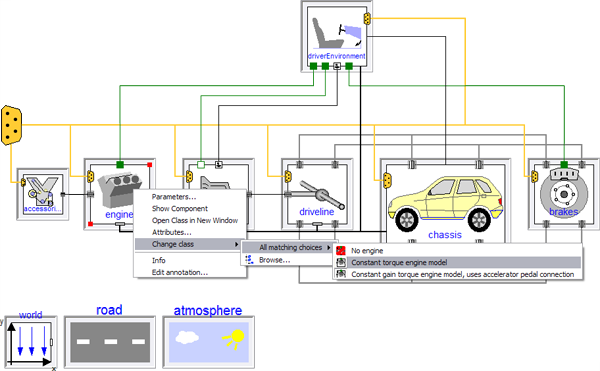 driverEnvironment
accessori...
engine
driveline
chassis
brakes
Parameters...
Show Component
Open Class in New Window
Attributes...
Change class
Info
Edit annotation...
All matching choices
Browse...
No engine
Constant torque engine model
Constant gain torque engine model, uses accelerator pedal connection
world
y
x
road
atmosphere